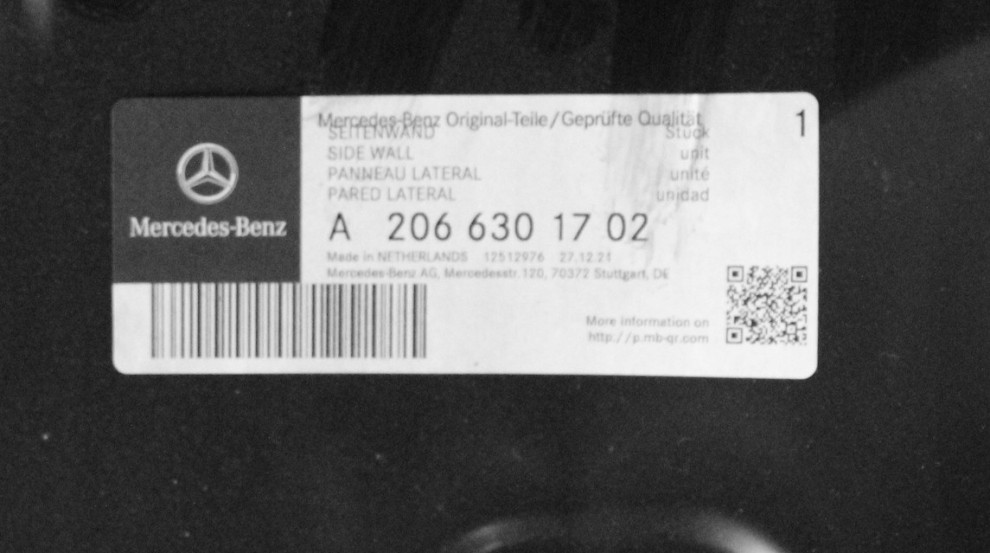 Mercedes-Benz Original-Teile/Geprüfte Qualität 1
SEITENWAND Stück
SIDE WALL unit
PANNEAU LATERAL unité
PARED LATERAL unidad
A 206 630 17 02
Made in NETHERLANDS 12512976 27.12.21
Mercedes-Benz AG, Mercedesstr.120, 70372 Stuttgart, DE
Mercedes-Benz
More information on
http://p.mb-qr.com